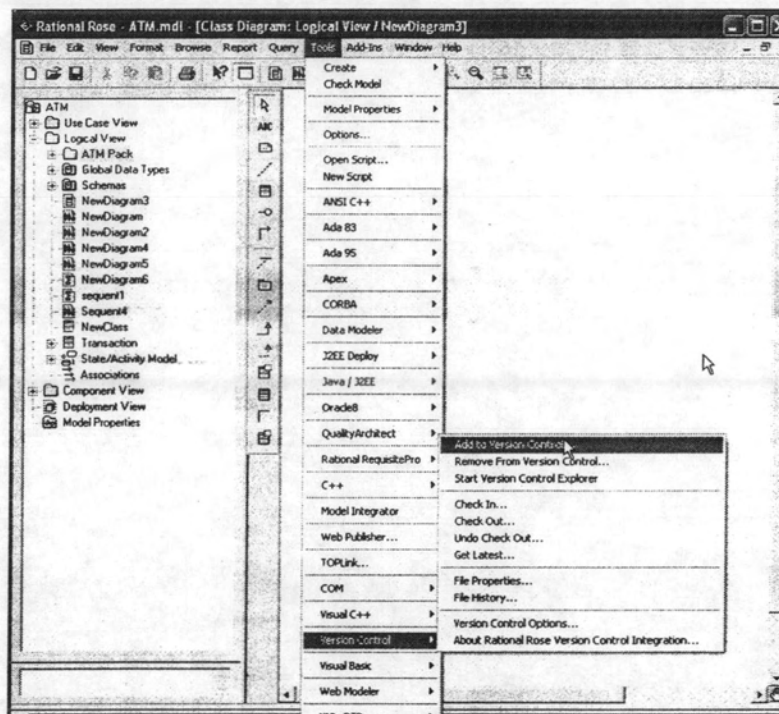 Rational Rose - ATM.mdl - [Class Diagram: Logical View / NewDiagram3]
File Edit View Format Browse Report Query Tools Add-Ins Window Help
ATM
Use Case View
Logical View
ATM Pack
Global Data Types
Schemas
NewDiagram3
NewDiagram
NewDiagram2
NewDiagram4
NewDiagram5
NewDiagram6
sequent1
Sequent4
NewClass
Transaction
State/Activity Model
Associations
Component View
Deployment View
Model Properties
ABC
Create
Check Model
Model Properties
Options...
Open Script...
New Script
ANSI C++
Ada 83
Ada 95
Apex
CORBA
Data Modeler
J2EE Deploy
Java / J2EE
Oracle8
QualityArchitect
Rational RequisitePro
C++
Model Integrator
Web Publisher...
TOPLink...
COM
Visual C++
Version Control
Visual Basic
Web Modeler
Add to Version Control
Remove From Version Control...
Start Version Control Explorer
Check In...
Check Out...
Undo Check Out...
Get Latest...
File Properties...
File History...
Version Control Options...
About Rational Rose Version Control Integration...